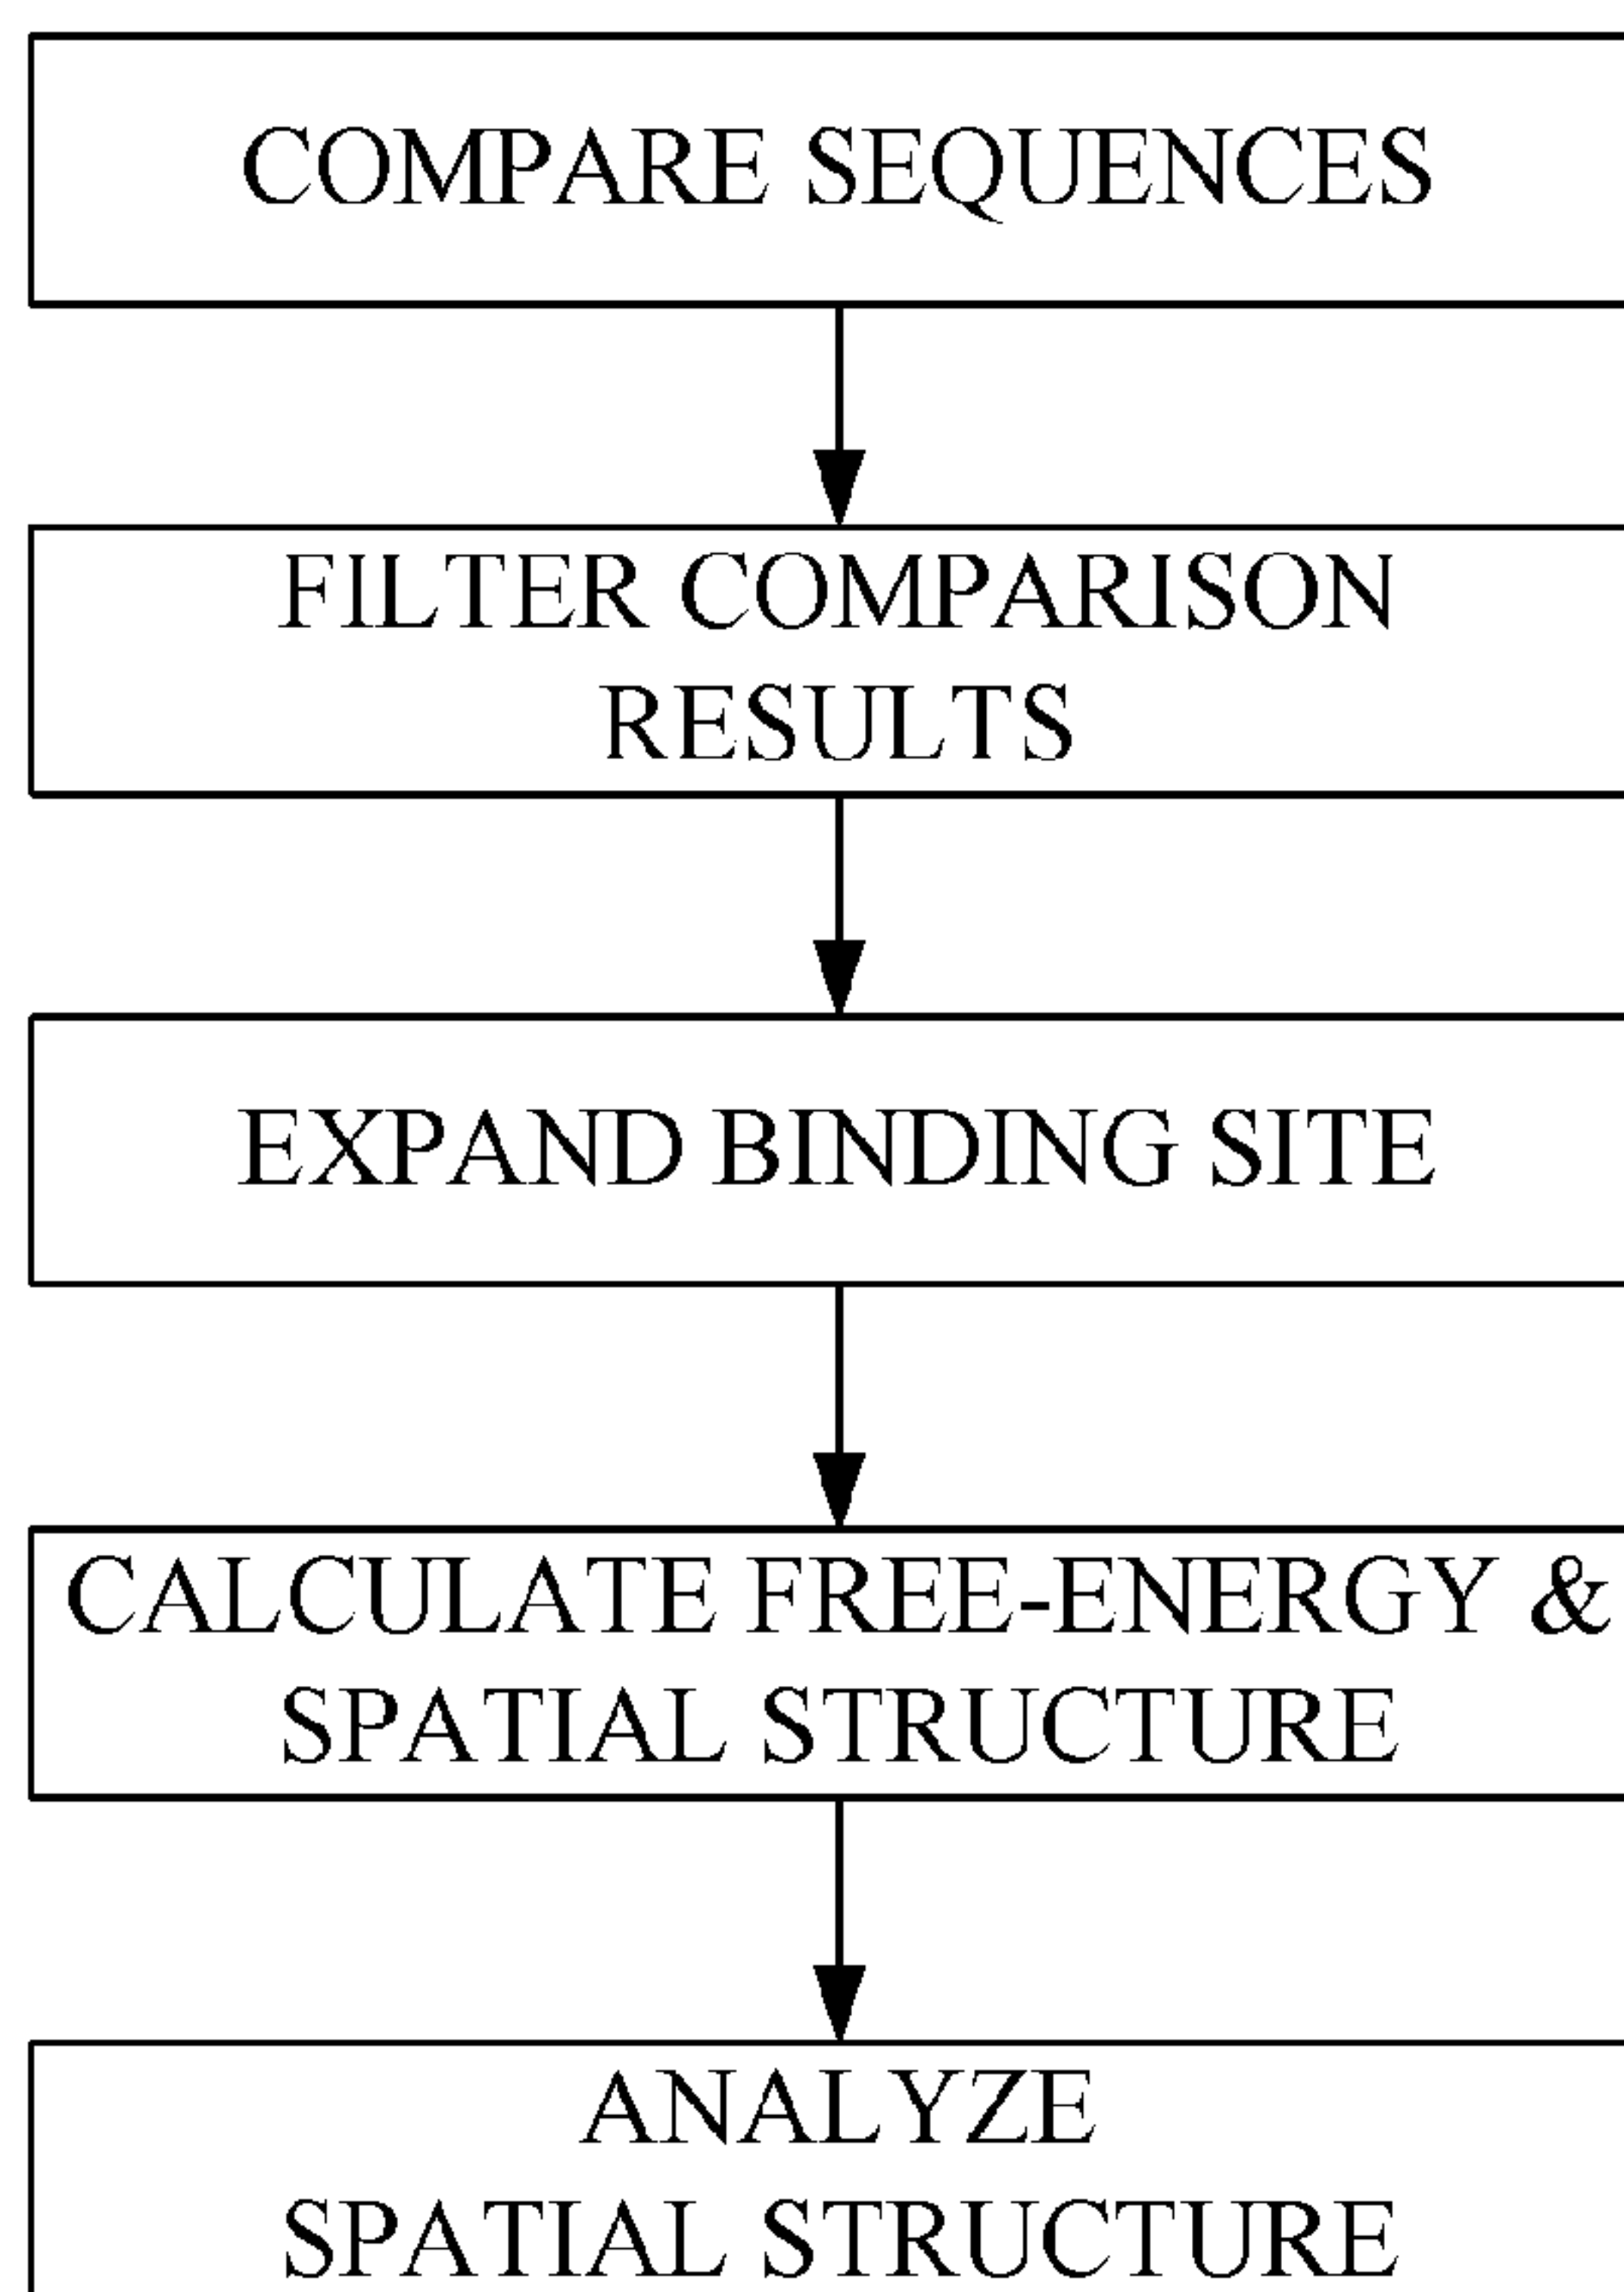 COMPARE SEQUENCES
FILTER COMPARISON
RESULTS
EXPAND BINDING SITE
CALCULATE FREE-ENERGY &
SPATIAL STRUCTURE
ANALYZE
SPATIAL STRUCTURE